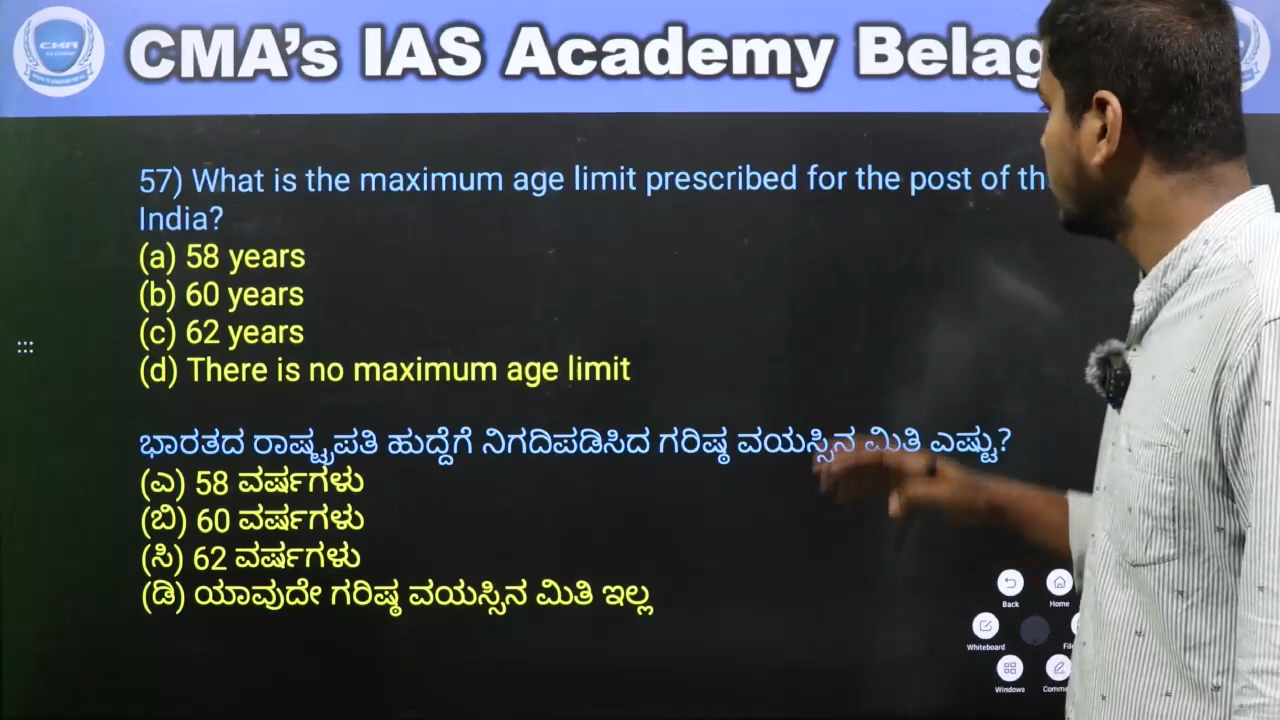 CMA
CMA's IAS Academy
57) What is the maximum age limit prescribed for the post of
India?
(a) 58 years
(b) 60 years
(c) 62 years
(d) There is no maximum age limit
ಭಾರತದ ರಾಷ್ಟ್ರಪತಿ ಹುದ್ದೆಗೆ ನಿಗದಿಪಡಿಸಿದ ಗರಿಷ್ಠ ವಯಸ್ಸಿನ ಮಿತಿ ಎಷ್ಟು?
(ಎ) 58 ವರ್ಷಗಳು
(ಬಿ) 60 ವರ್ಷಗಳು
(ಸಿ) 62 ವರ್ಷಗಳು
(ಡಿ) ಯಾವುದೇ ಗರಿಷ್ಠ ವಯಸ್ಸಿನ ಮಿತಿ ಇಲ್ಲ
Back Home
Whiteboard
Windows